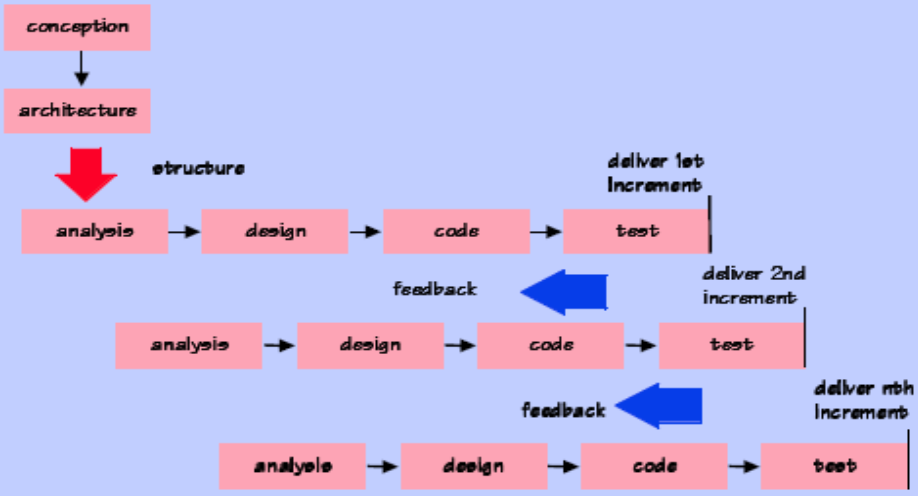 conception
architecture
structure
deliver 1st
Increment
analysis
design
code
test
feedback
deliver 2nd
increment
analysis
design
code
test
feedback
deliver nth
Increment
analysis
design
code
test